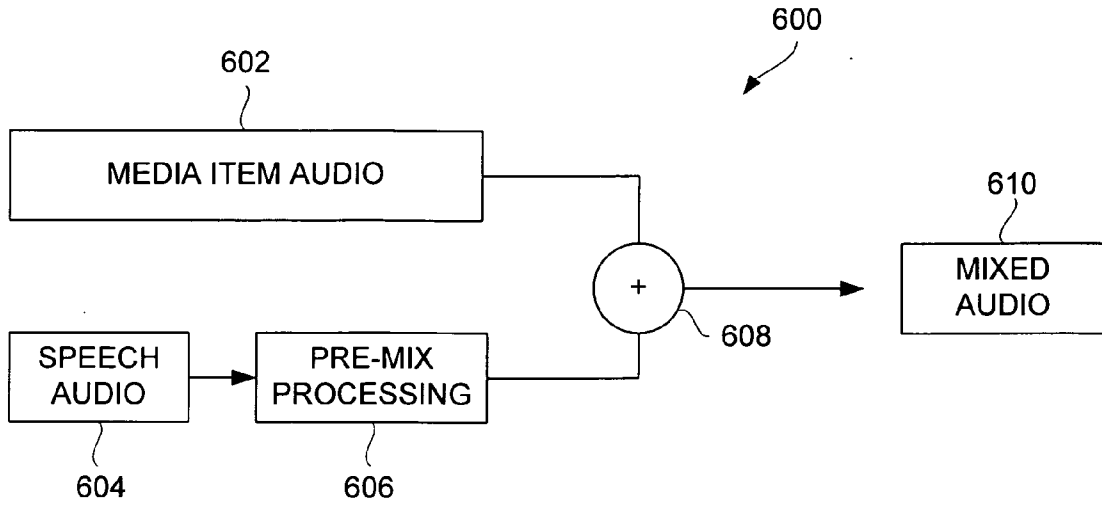 600
602
MEDIA ITEM AUDIO
610
MIXED
AUDIO
+
608
SPEECH
AUDIO
PRE-MIX
PROCESSING
604
606